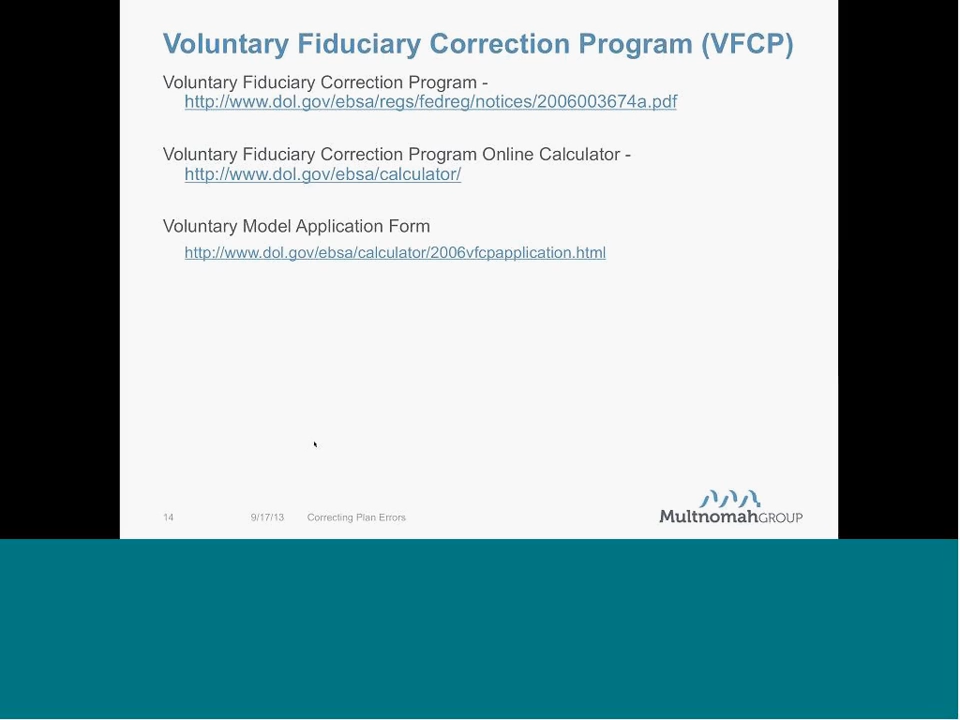 Voluntary Fiduciary Correction Program (VFCP)
Voluntary Fiduciary Correction Program -
http://www.dol.gov/ebsa/regs/fedreg/notices/2006003674a.pdf
Voluntary Fiduciary Correction Program Online Calculator -
http://www.dol.gov/ebsa/calculator/
Voluntary Model Application Form
http://www.dol.gov/ebsa/calculator/2006vfcpapplication.html
14 9/17/13 Correcting Plan Errors
MultnomahGROUP